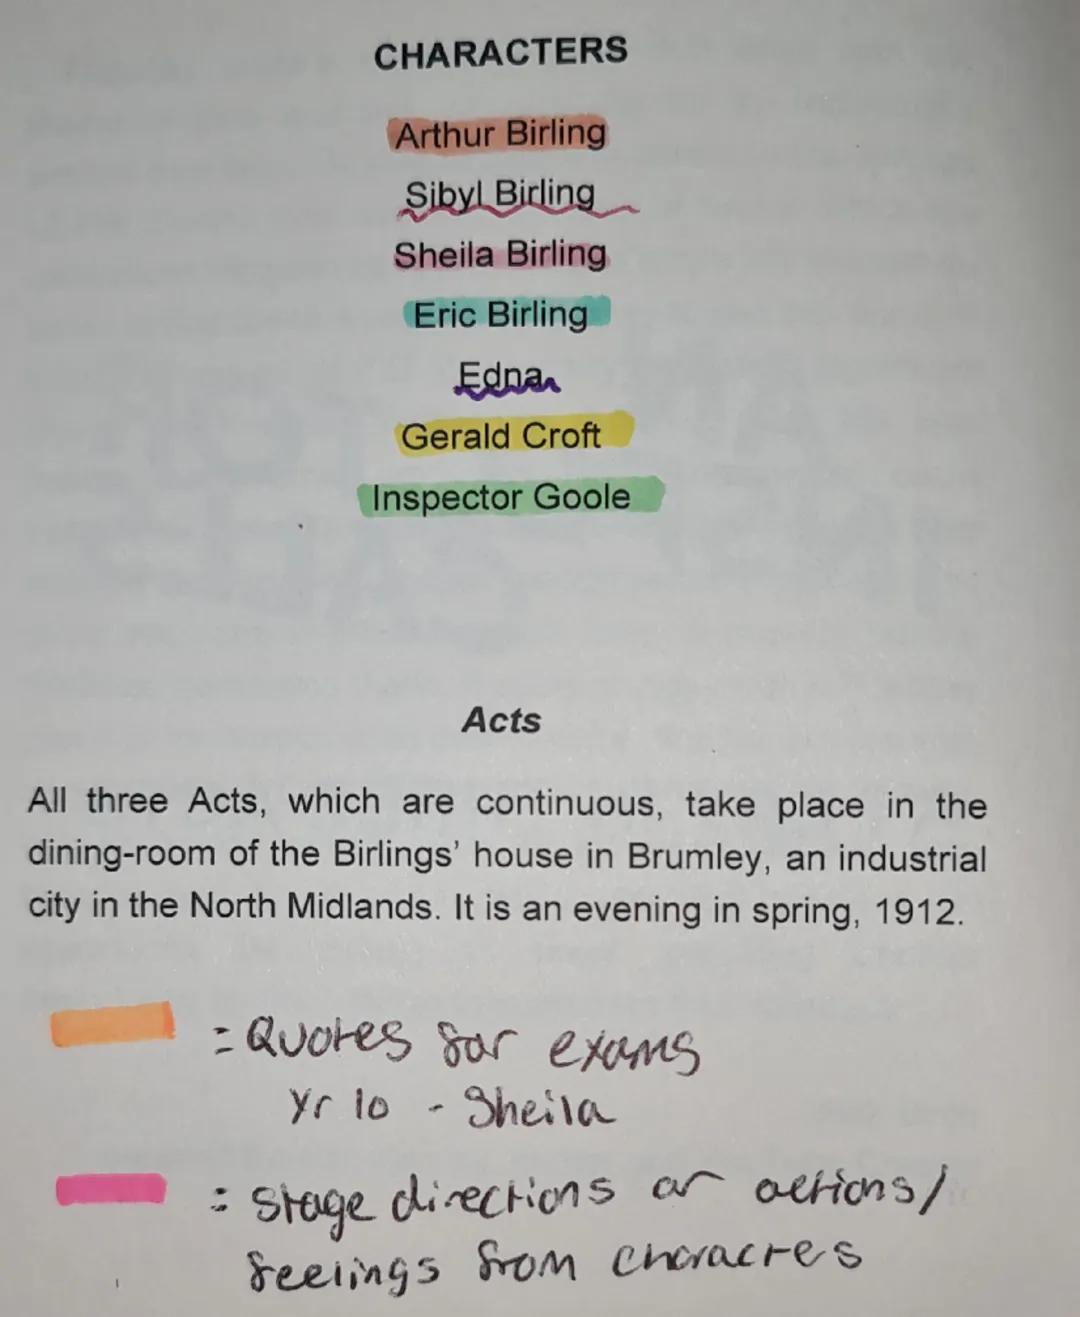 CHARACTERS
Arthur Birling
Sibyl Birling
Sheila Birling
Eric Birling
Edna
Gerald Croft
Inspector Goole
Acts
All three Acts, which are continuous, take place in the
dining-room of the Birlings' house in Brumley, an industrial
city in the North Midlands. It is an evening in spring, 1912.
= Quotes for exams
Yr 10 - Sheila
= stage directions or actions/
feelings from characres